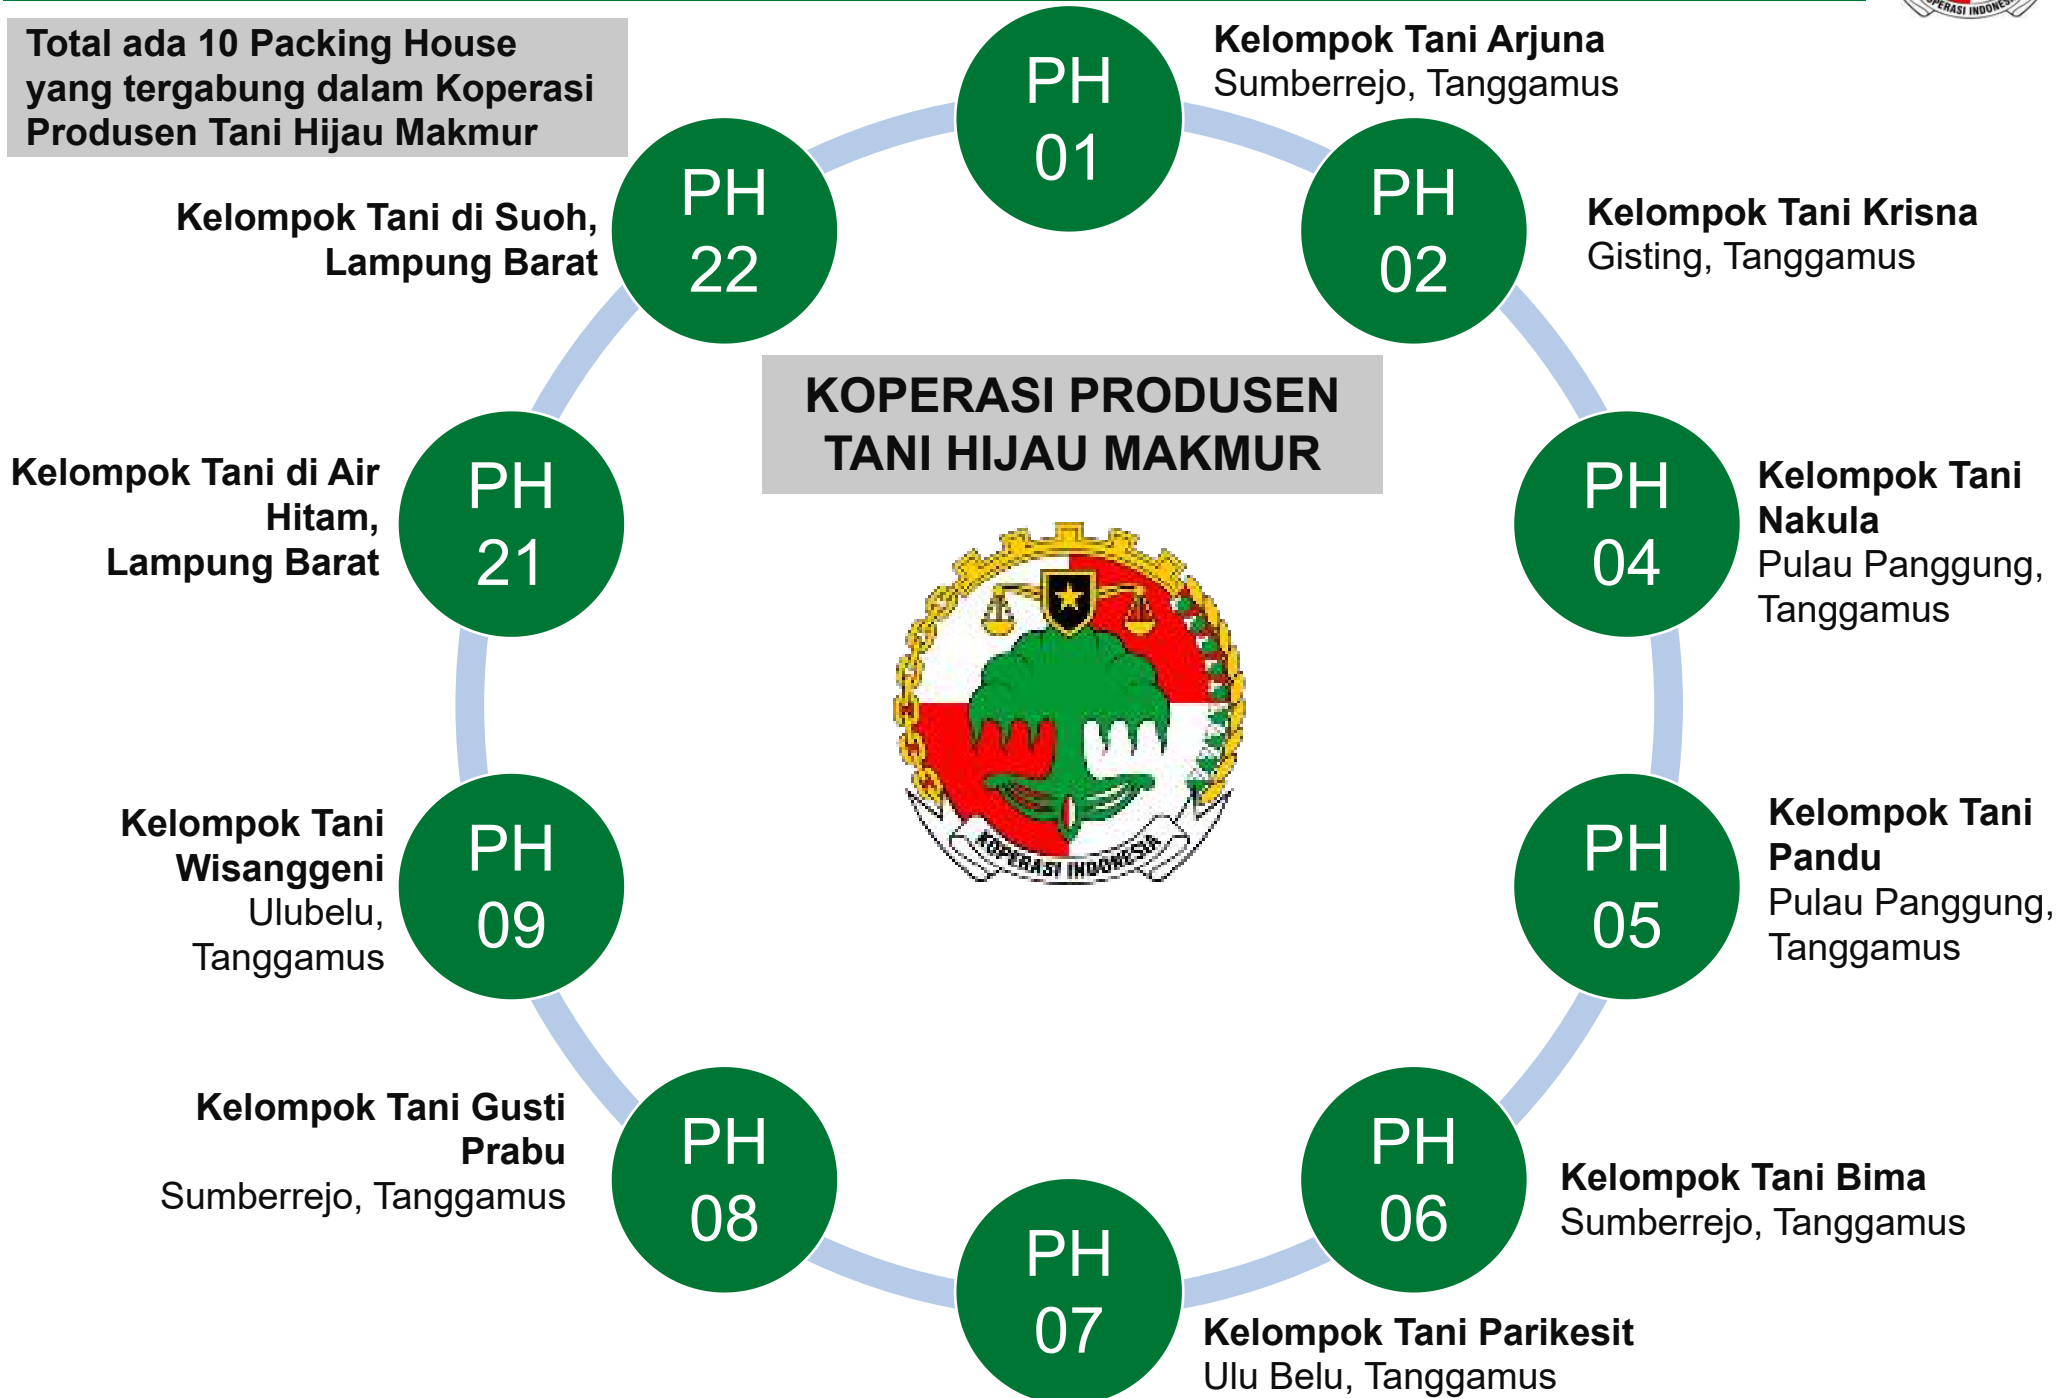 Total ada 10 Packing House
yang tergabung dalam Koperasi
Produsen Tani Hijau Makmur
PH
01
Kelompok Tani Arjuna
Sumberrejo, Tanggamus
PH
02
Kelompok Tani Krisna
Gisting, Tanggamus
PH
04
Kelompok Tani
Nakula
Pulau Panggung,
Tanggamus
PH
05
Kelompok Tani
Pandu
Pulau Panggung,
Tanggamus
PH
06
Kelompok Tani Bima
Sumberrejo, Tanggamus
PH
07
Kelompok Tani Parikesit
Ulu Belu, Tanggamus
PH
08
Kelompok Tani Gusti
Prabu
Sumberrejo, Tanggamus
PH
09
Kelompok Tani
Wisanggeni
Ulubelu,
Tanggamus
PH
21
Kelompok Tani di Air
Hitam,
Lampung Barat
PH
22
Kelompok Tani di Suoh,
Lampung Barat
KOPERASI PRODUSEN
TANI HIJAU MAKMUR
KOPERASI INDONESIA